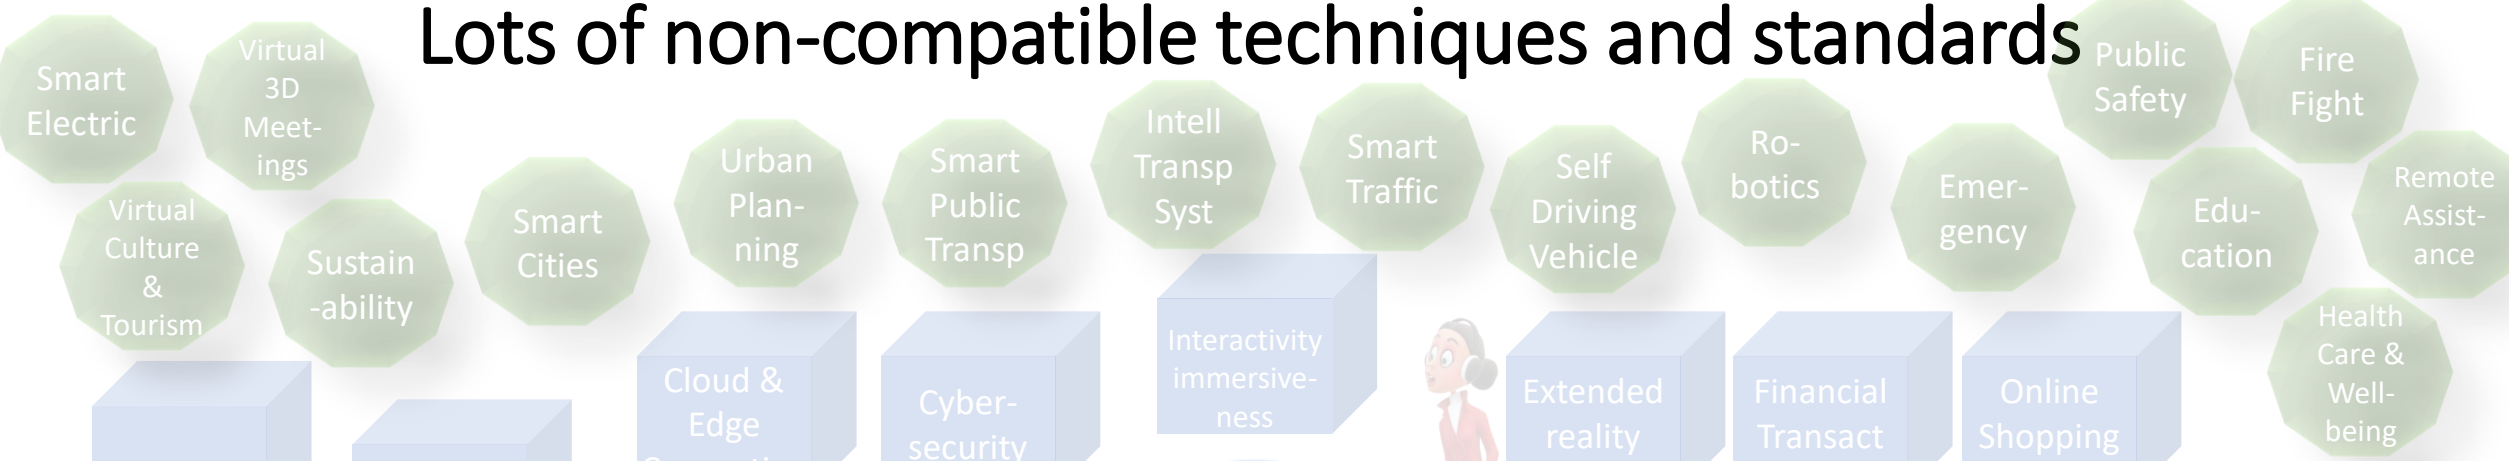 Lots of non-compatible techniques and standards
Smart
Electric
Virtual
3D
Meet-
ings
Virtual
Culture
&
Tourism
Sustain
-ability
Smart
Cities
Urban
Plan-
ning
Smart
Public
Transp
Intell
Transp
Syst
Smart
Traffic
Self
Driving
Vehicle
Ro-
botics
Emer-
gency
Public
Safety
Fire
Fight
Edu-
cation
Remote
Assist-
ance
Health
Care &
Well-
being
Cloud &
Edge
Cyber-
security
Interactivity
immersive-
ness
Extended
reality
Financial
Transact
Online
Shopping